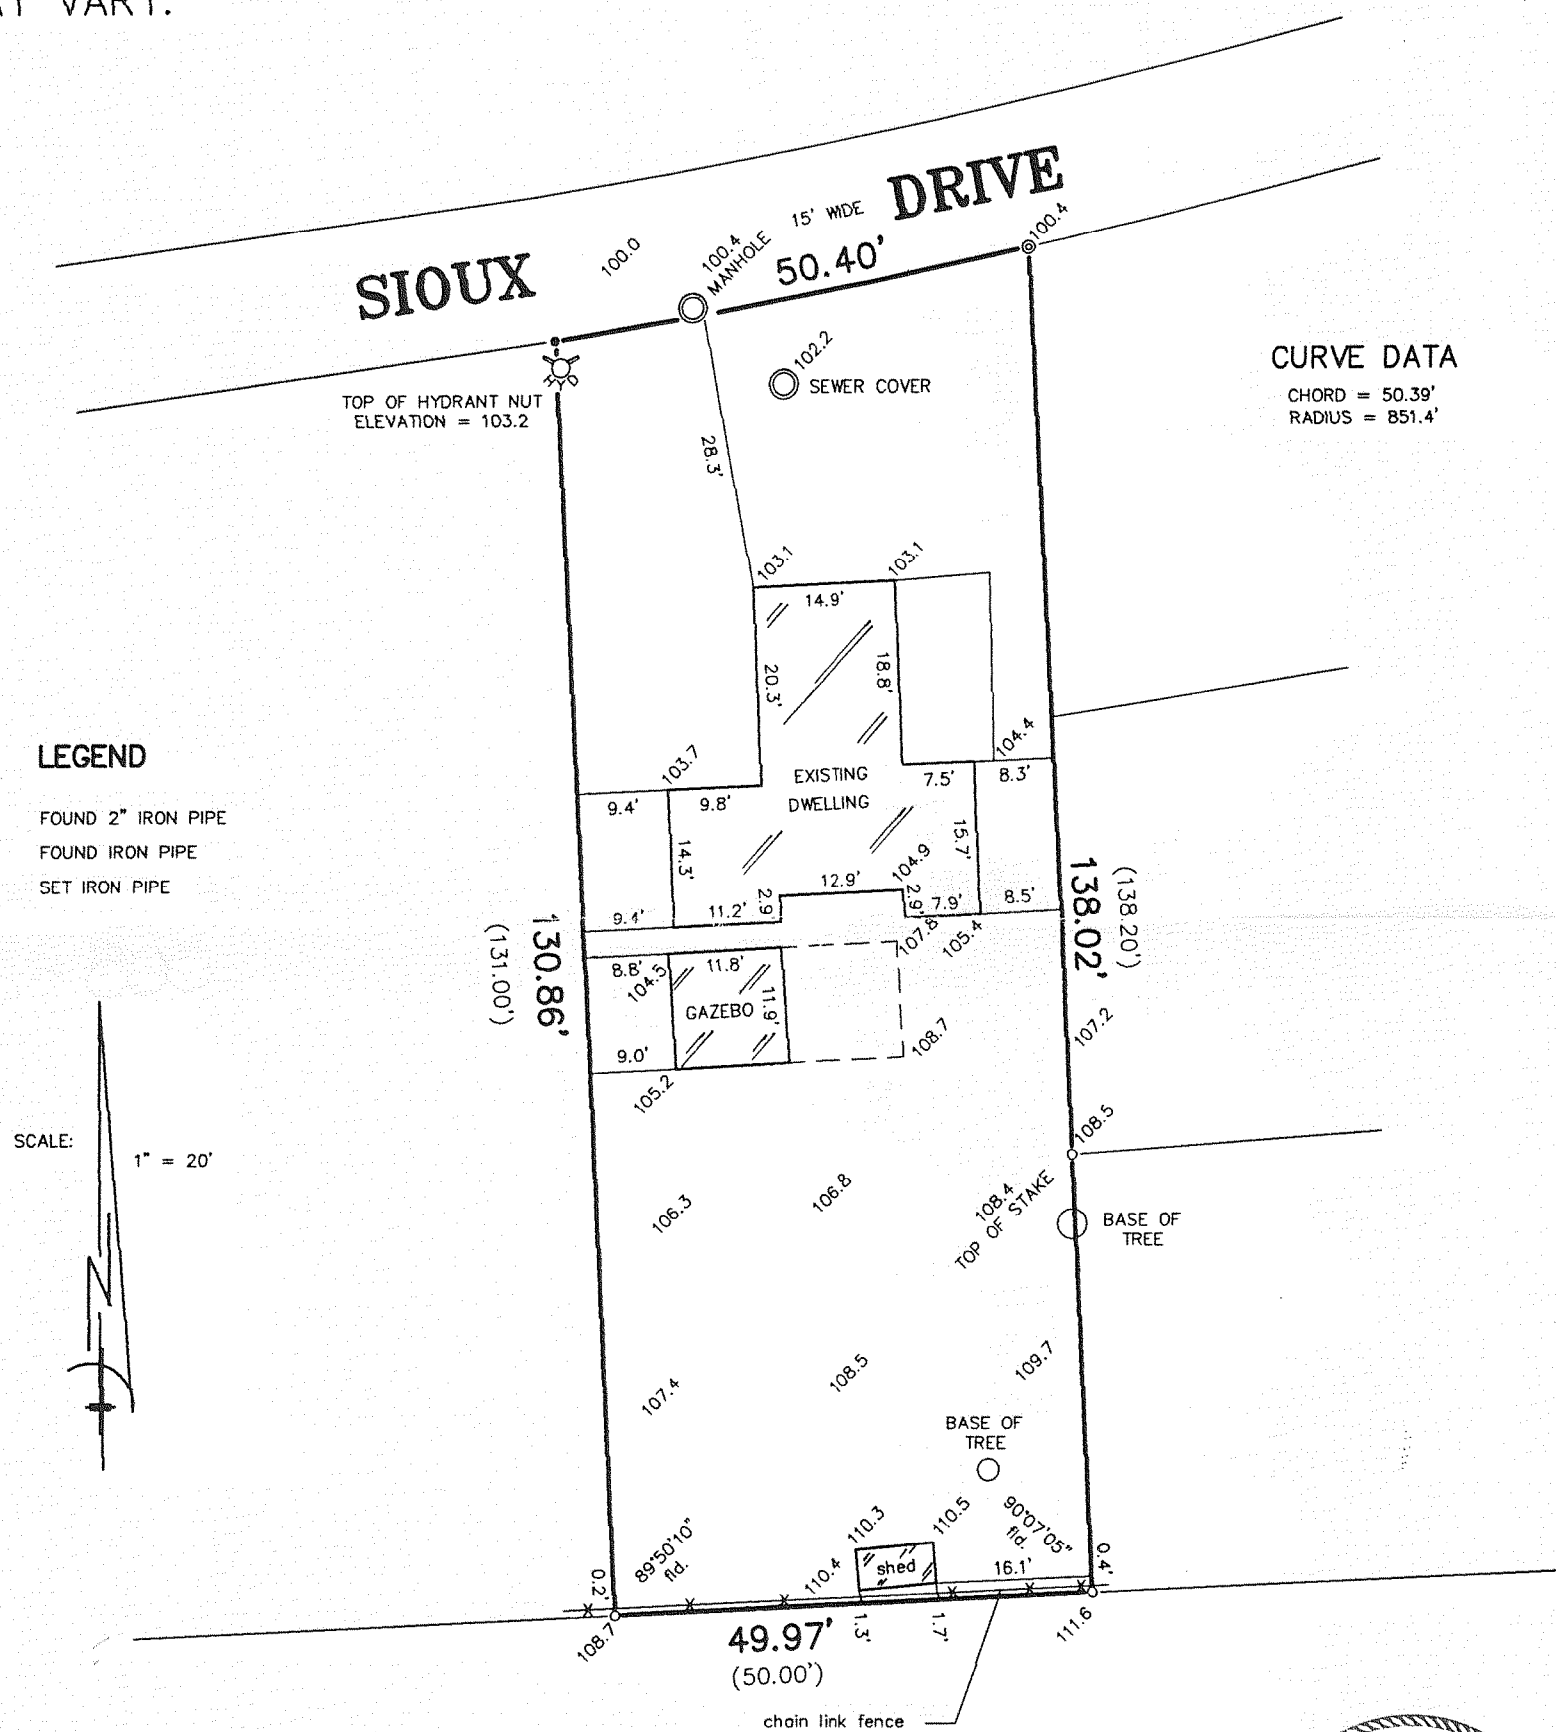 VARY.
SIOUX
DRIVE
15' WIDE
100.0
100.4
MANHOLE
50.40'
100.4
HYD
TOP OF HYDRANT NUT
ELEVATION = 103.2
102.2
SEWER COVER
CURVE DATA
CHORD = 50.39'
RADIUS = 851.4'
28.3'
103.1
103.1
14.9'
20.3'
18.8'
LEGEND
FOUND 2" IRON PIPE
FOUND IRON PIPE
SET IRON PIPE
103.7
104.4
EXISTING
DWELLING
9.4'
9.8'
7.5'
8.3'
14.3'
15.7'
104.9
12.9'
2.9'
2.9'
9.4'
11.2'
7.9'
8.5'
107.8
105.4
130.86'
(131.00')
138.02'
(138.20')
8.8'
104.5
11.8'
GAZEBO
11.9'
9.0'
105.2
108.7
107.2
SCALE:
1" = 20'
N
108.5
106.3
106.8
108.4
TOP OF STAKE
BASE OF
TREE
107.4
108.5
109.7
BASE OF
TREE
89°50'10"
fld.
110.4
110.3
110.5
90°07'05"
fld.
shed
16.1'
0.2'
0.4'
108.7
49.97'
(50.00')
1.3'
1.7'
111.6
chain link fence